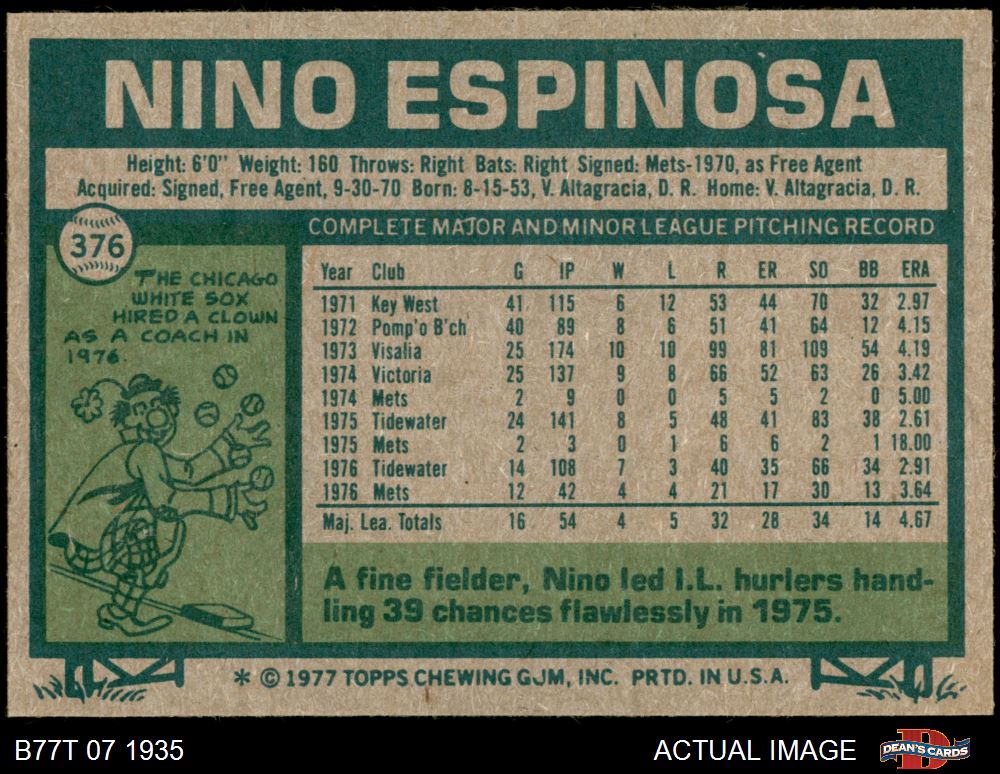 NINO ESPINOSA
Height: 6'0" Weight: 160 Throws: Right Bats: Right Signed: Mets-1970, as Free Agent
Acquired: Signed, Free Agent, 9-30-70 Born: 8-15-53, V. Altagracia, D. R. Home: V. Altagracia, D. R.
376
THE CHICAGO
WHITE SOX
HIRED A CLOWN
AS A COACH IN
1976.
COMPLETE MAJOR AND MINOR LEAGUE PITCHING RECORD
Year Club G IP W L R ER SO BB ERA
1971 Key West 41 115 6 12 53 44 70 32 2.97
1972 Pomp'o B'ch 40 89 8 6 51 41 64 12 4.15
1973 Visalia 25 174 10 10 99 81 109 54 4.19
1974 Victoria 25 137 9 8 66 52 63 26 3.42
1974 Mets 2 9 0 0 5 5 2 0 5.00
1975 Tidewater 24 141 8 5 48 41 83 38 2.61
1975 Mets 2 3 0 1 6 6 2 1 18.00
1976 Tidewater 14 108 7 3 40 35 66 34 2.91
1976 Mets 12 42 4 4 21 17 30 13 3.64
Maj. Lea. Totals 16 54 4 5 32 28 34 14 4.67
A fine fielder, Nino led I.L. hurlers hand-
ling 39 chances flawlessly in 1975.
* © 1977 TOPPS CHEWING GUM, INC. PRTD. IN U.S.A.
B77T 07 1935
ACTUAL IMAGE
DEAN'S CARDS